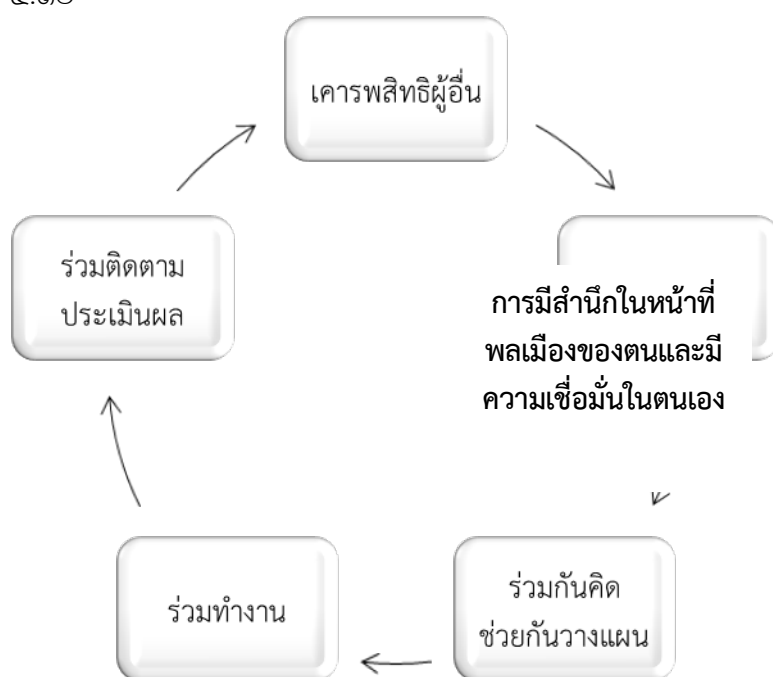 เคารพสิทธิผู้อื่น
การมีสำนึกในหน้าที่
พลเมืองของตนและมี
ความเชื่อมั่นในตนเอง
ร่วมกันคิด
ช่วยกันวางแผน
ร่วมทำงาน
ร่วมติดตาม
ประเมินผล